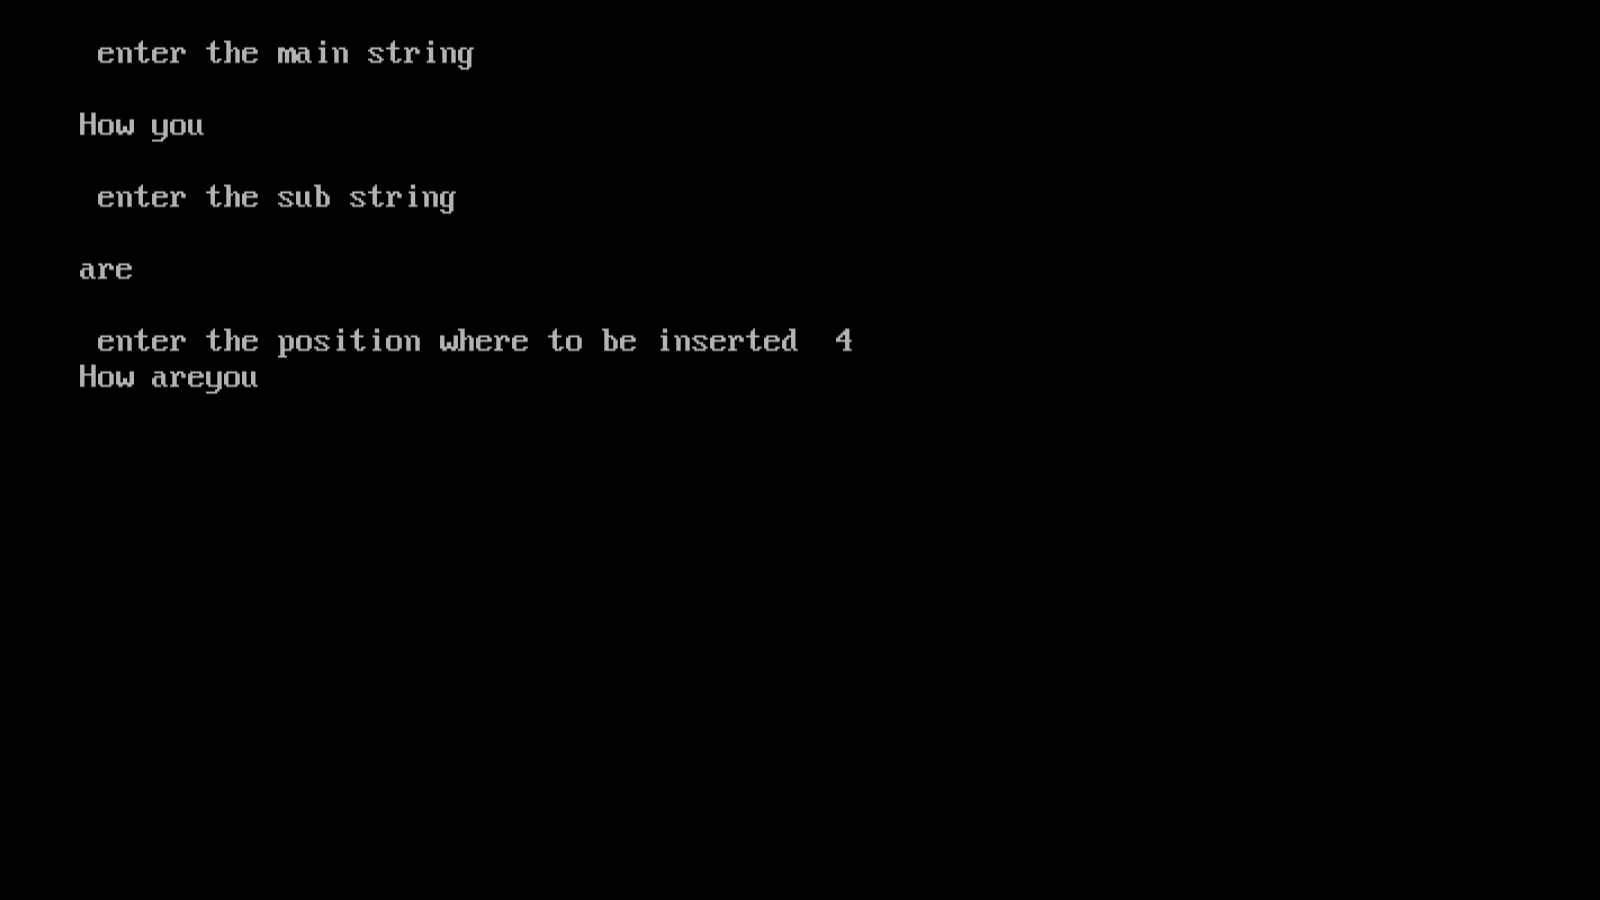 enter the main string
How you
enter the sub string
are
enter the position where to be inserted  4
How areyou